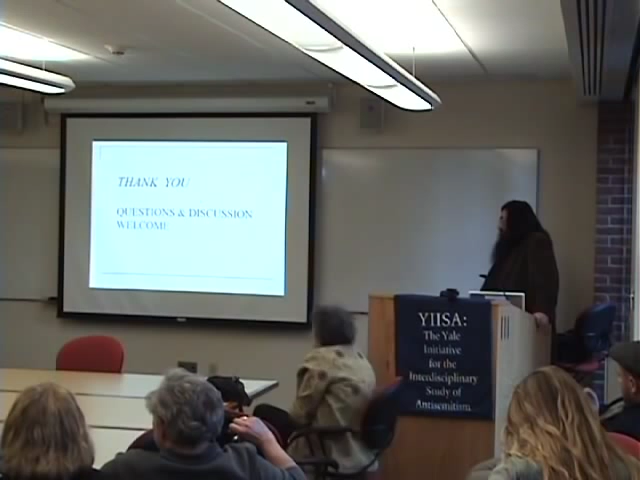 THANK YOU
QUESTIONS & DISCUSSION
WELCOME
YIISA:
The Yale
Initiative
for the
Interdisciplinary
Study of
Antisemitism